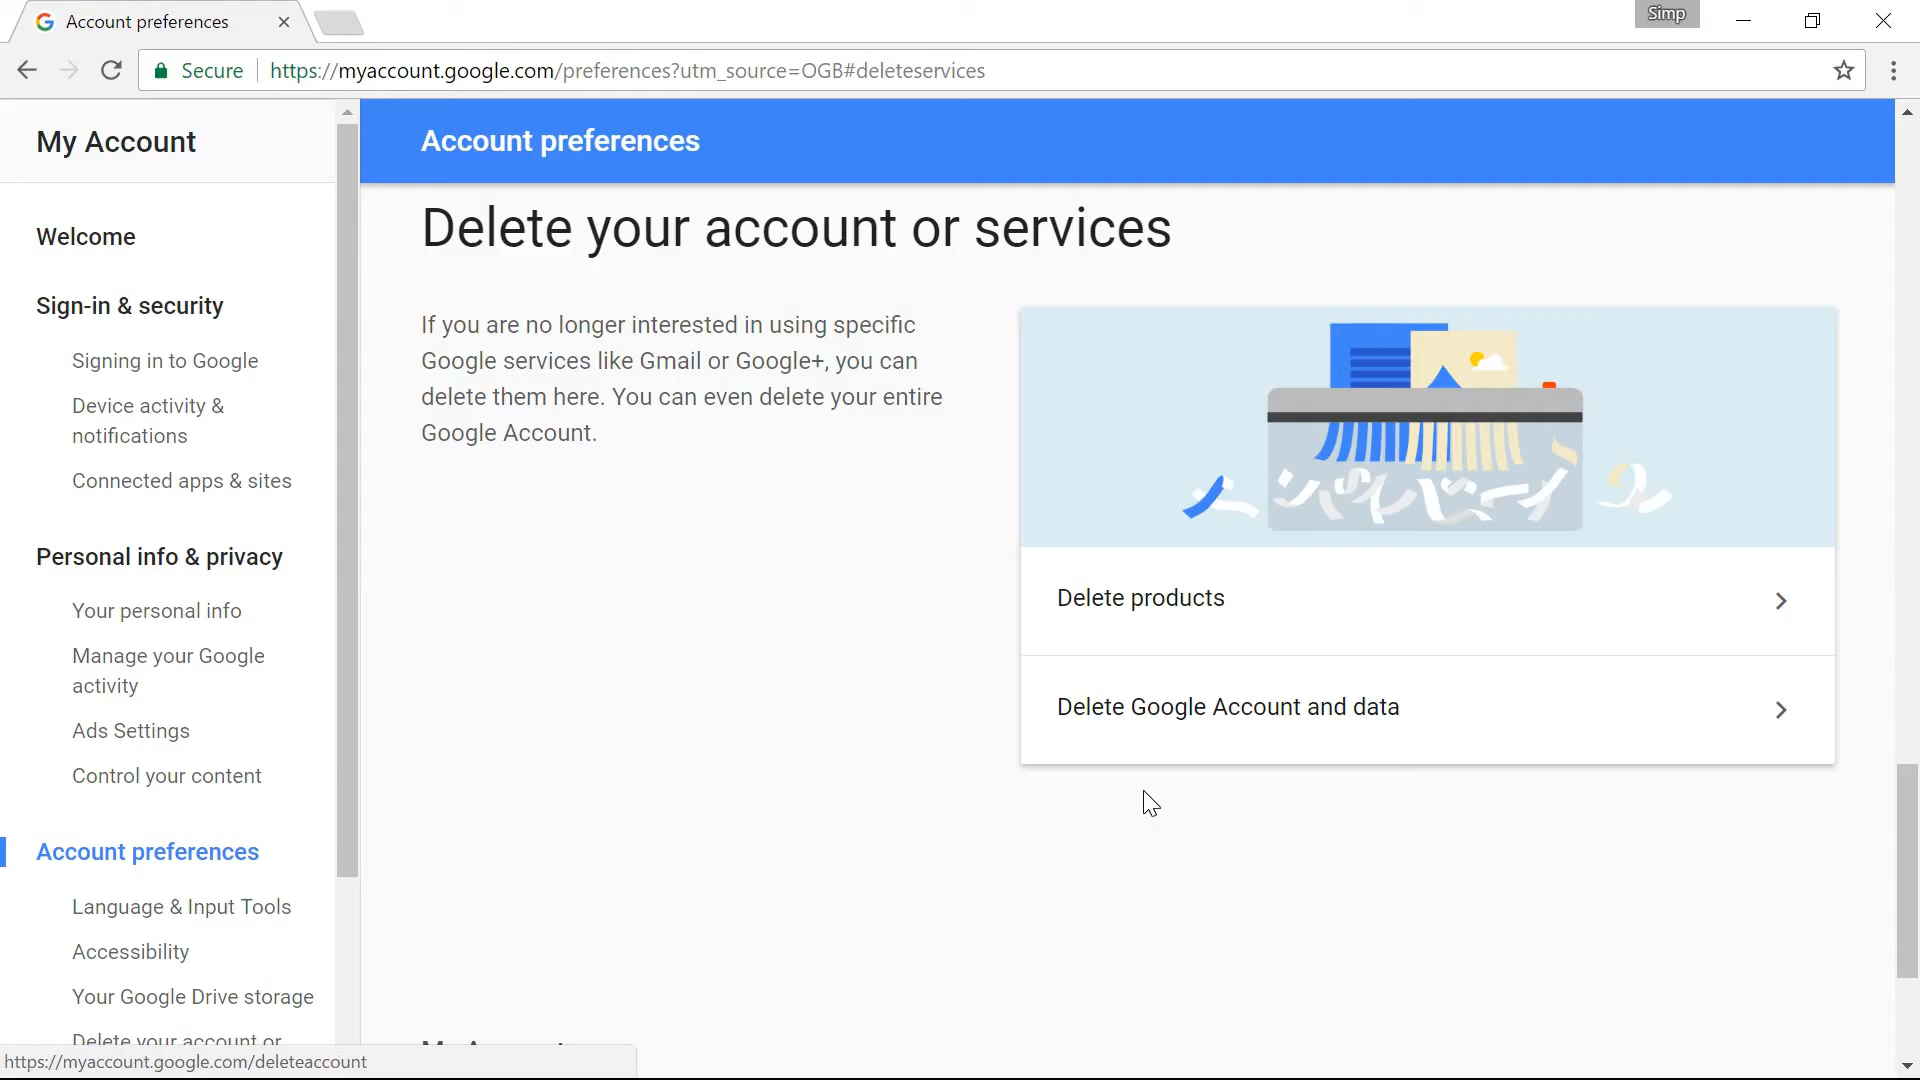 Account preferences
Simp
Secure
https://myaccount.google.com/preferences?utm_source=OGB#deleteservices
My Account
Welcome
Sign-in & security
Signing in to Google
Device activity &
notifications
Connected apps & sites
Personal info & privacy
Your personal info
Manage your Google
activity
Ads Settings
Control your content
Account preferences
Language & Input Tools
Accessibility
Your Google Drive storage
Delete your account or
https://myaccount.google.com/deleteaccount
Account preferences
Delete your account or services
If you are no longer interested in using specific
Google services like Gmail or Google+, you can
delete them here. You can even delete your entire
Google Account.
Delete products
Delete Google Account and data